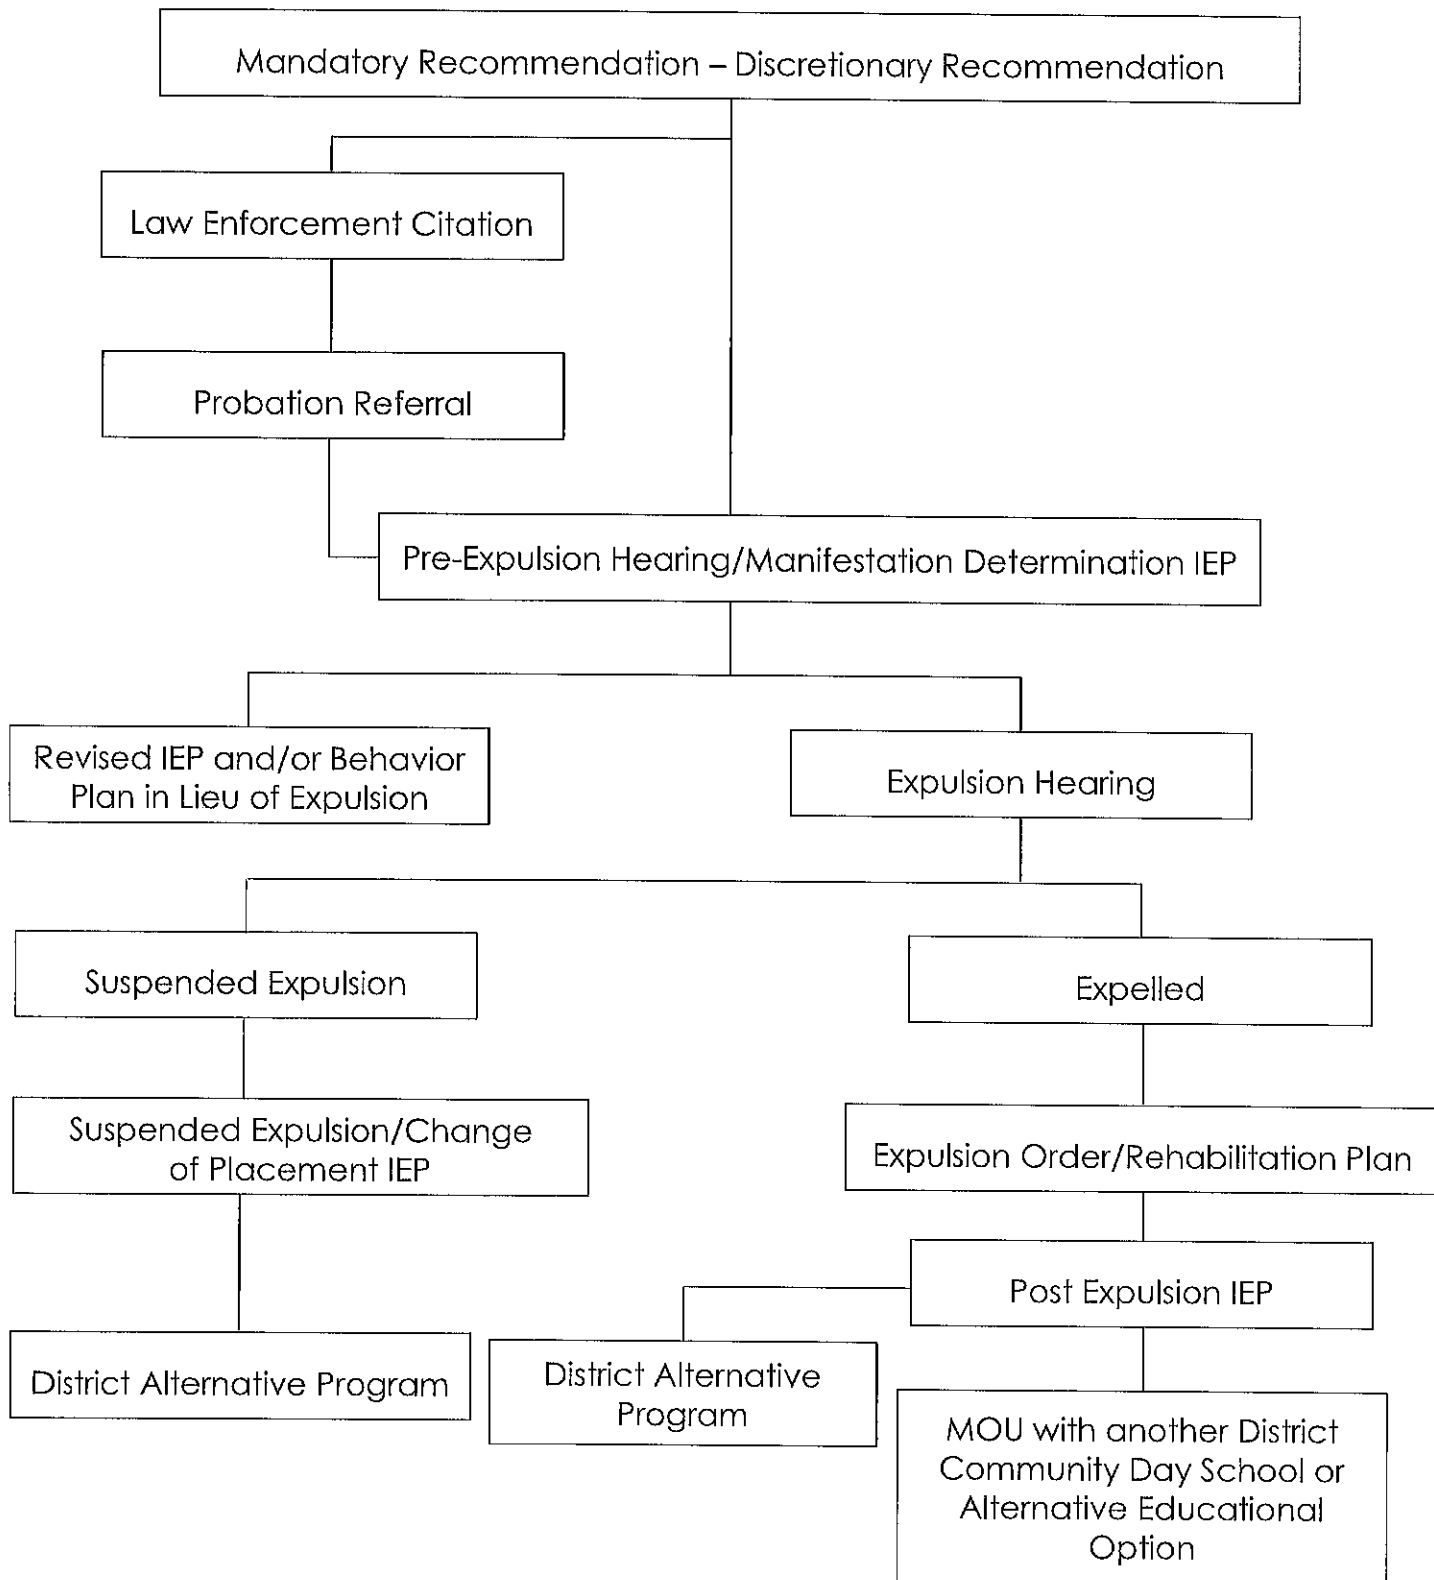 Mandatory Recommendation – Discretionary Recommendation
Law Enforcement Citation
Probation Referral
Pre-Expulsion Hearing/Manifestation Determination IEP
Revised IEP and/or Behavior
Plan in Lieu of Expulsion
Expulsion Hearing
Suspended Expulsion
Expelled
Suspended Expulsion/Change
of Placement IEP
Expulsion Order/Rehabilitation Plan
Post Expulsion IEP
District Alternative Program
District Alternative
Program
MOU with another District
Community Day School or
Alternative Educational
Option